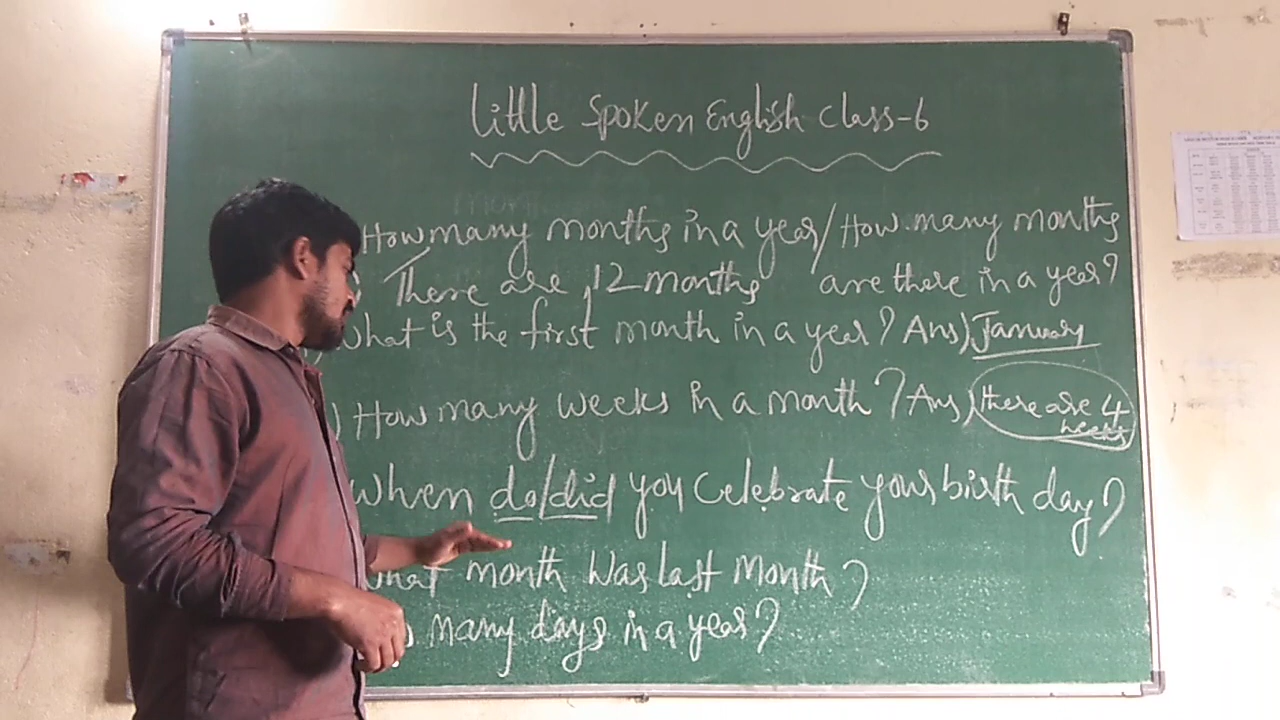 Little Spoken English Class-6
How many months in a year/How many months
There are 12 months are there in a year?
What is the first month in a year? Ans) January
) How many weeks in a month? Ans) there are 4 weeks
When do/did you celebrate your birth day?
What month was last month?
many days in a year?